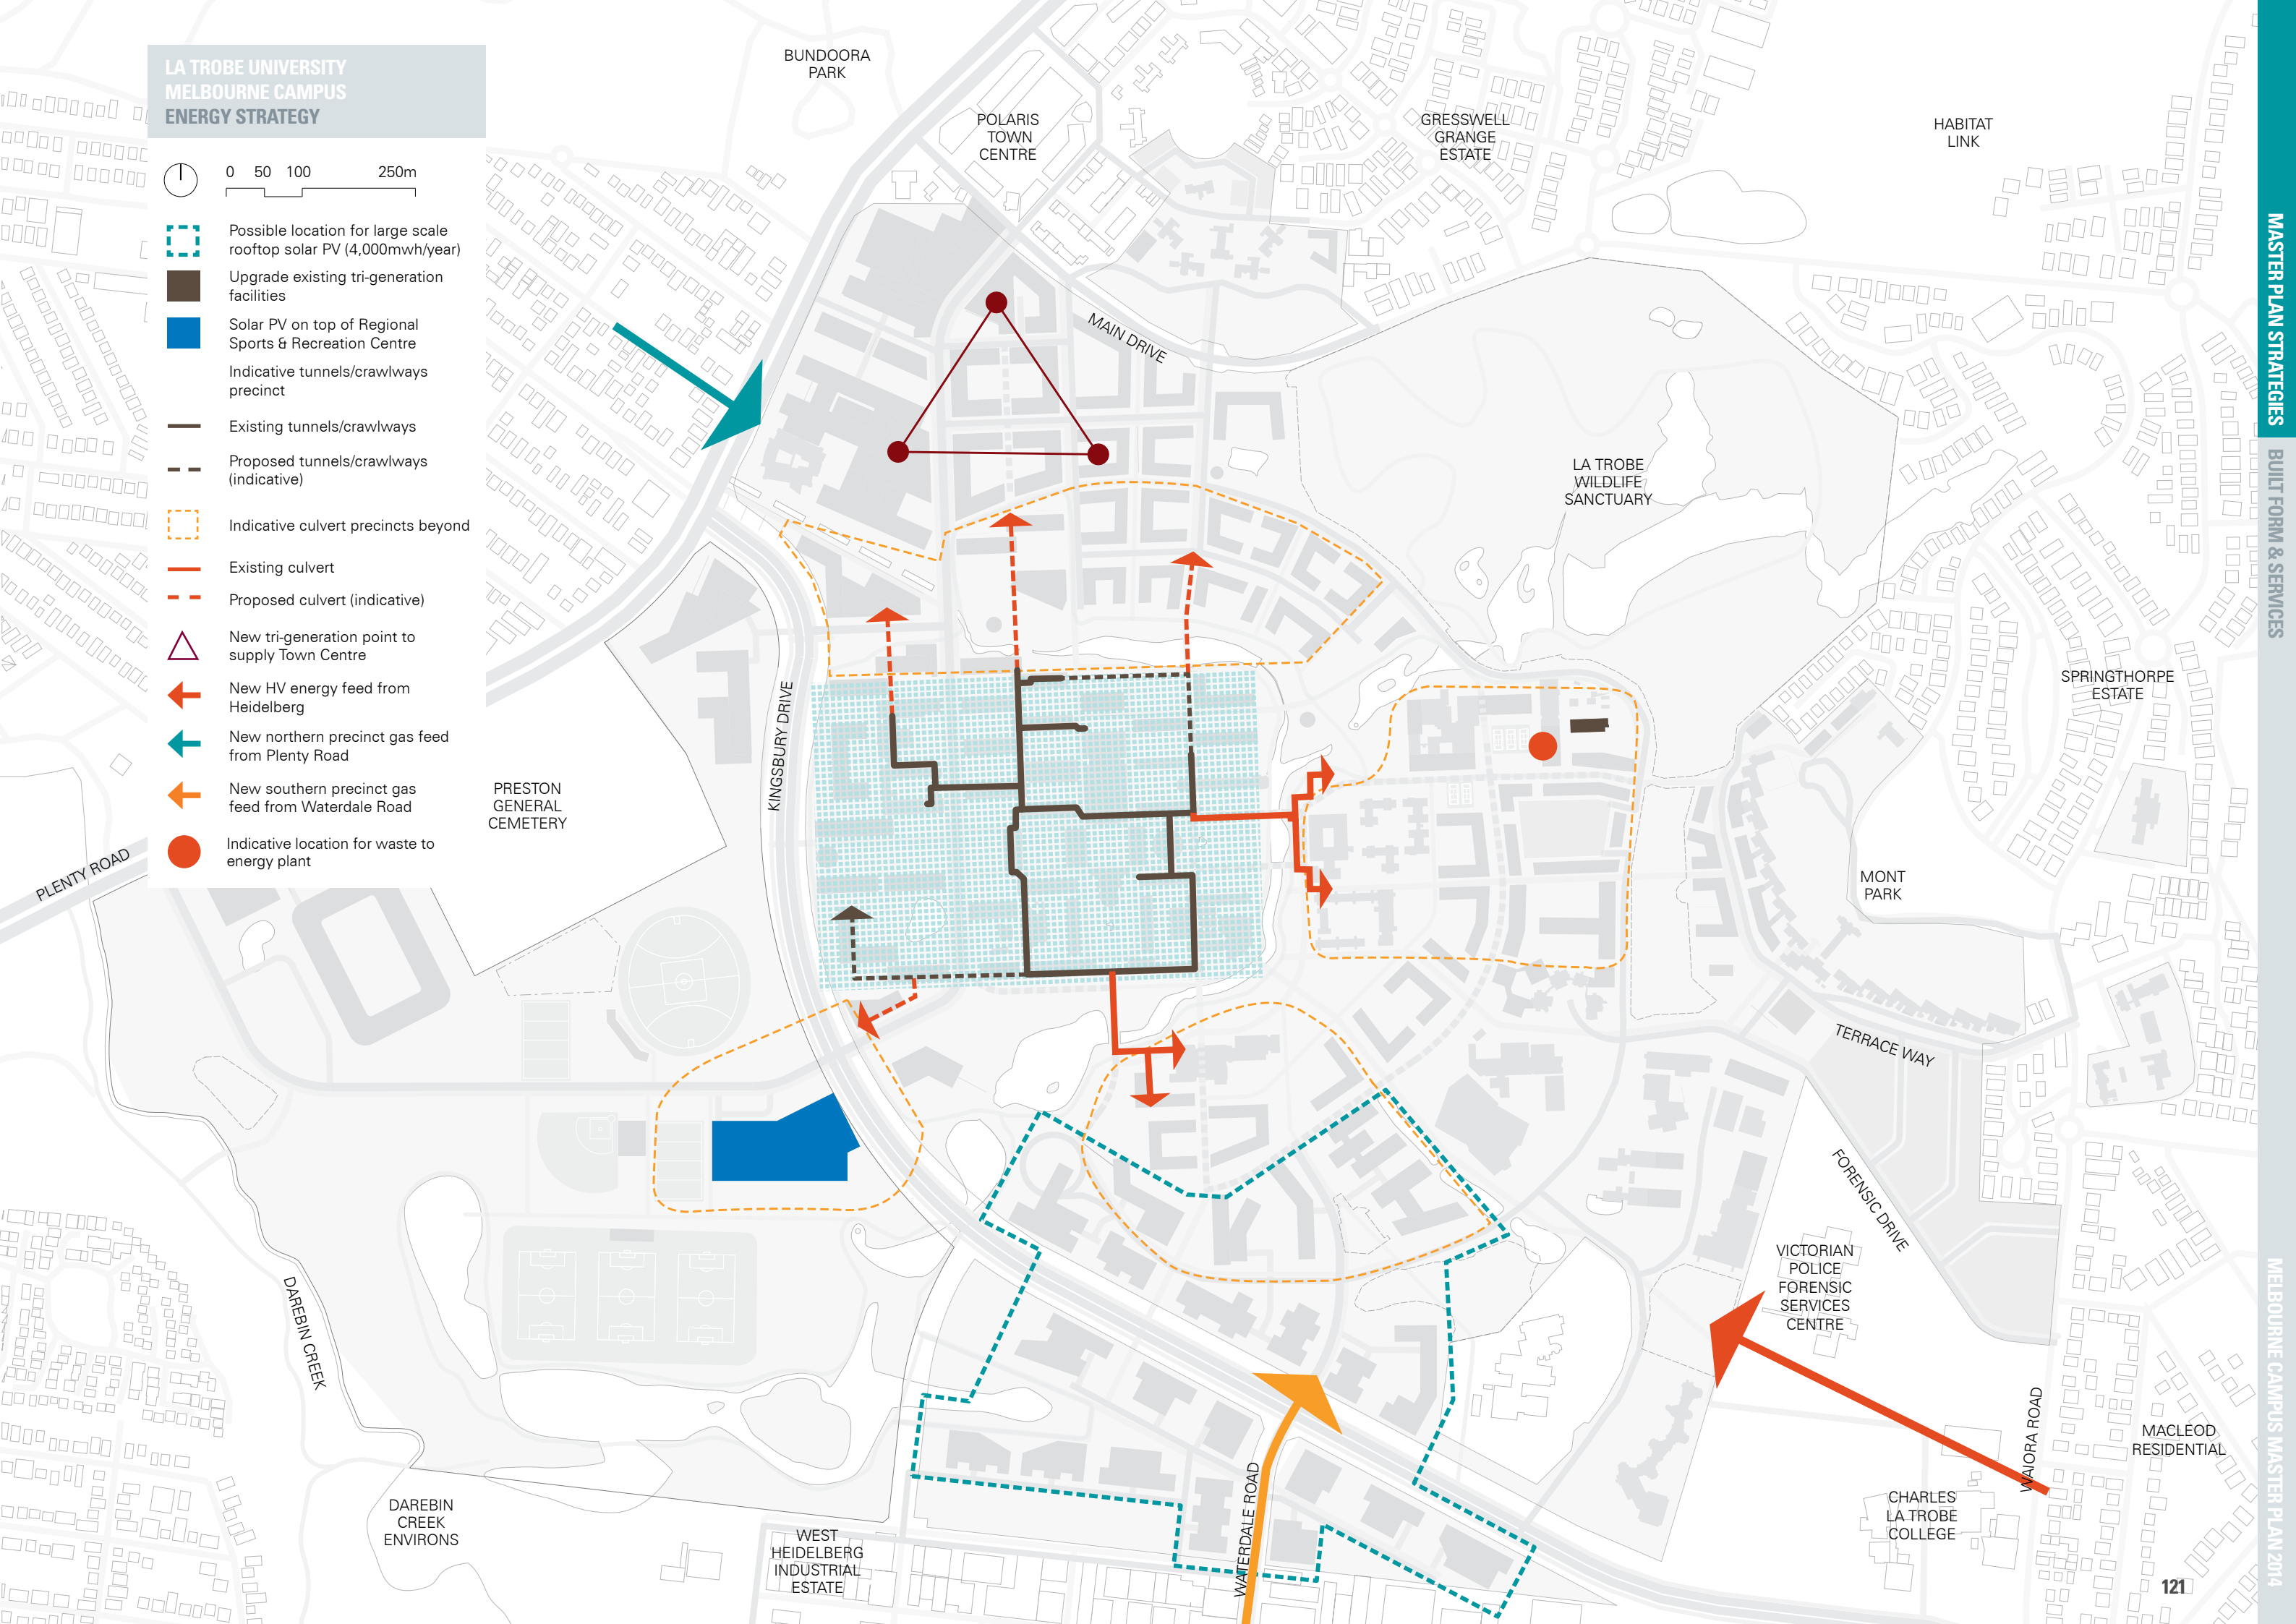 LA TROBE UNIVERSITY
MELBOURNE CAMPUS
ENERGY STRATEGY
0 50 100 250m
Possible location for large scale
rooftop solar PV (4,000mwh/year)
Upgrade existing tri-generation
facilities
Solar PV on top of Regional
Sports & Recreation Centre
Indicative tunnels/crawlways
precinct
Existing tunnels/crawlways
Proposed tunnels/crawlways
(indicative)
Indicative culvert precincts beyond
Existing culvert
Proposed culvert (indicative)
New tri-generation point to
supply Town Centre
New HV energy feed from
Heidelberg
New northern precinct gas feed
from Plenty Road
New southern precinct gas
feed from Waterdale Road
Indicative location for waste to
energy plant
BUNDOORA
PARK
POLARIS
TOWN
CENTRE
GRESSWELL
GRANGE
ESTATE
HABITAT
LINK
MAIN DRIVE
LA TROBE
WILDLIFE
SANCTUARY
SPRINGTHORPE
ESTATE
KINGSBURY DRIVE
PRESTON
GENERAL
CEMETERY
PLENTY ROAD
MONT
PARK
TERRACE WAY
FORENSIC DRIVE
VICTORIAN
POLICE
FORENSIC
SERVICES
CENTRE
DAREBIN CREEK
WAIORA ROAD
MACLEOD
RESIDENTIAL
CHARLES
LA TROBE
COLLEGE
WATERDALE ROAD
DAREBIN
CREEK
ENVIRONS
WEST
HEIDELBERG
INDUSTRIAL
ESTATE
MASTER PLAN STRATEGIES
BUILT FORM & SERVICES
MELBOURNE CAMPUS MASTER PLAN 2014
121